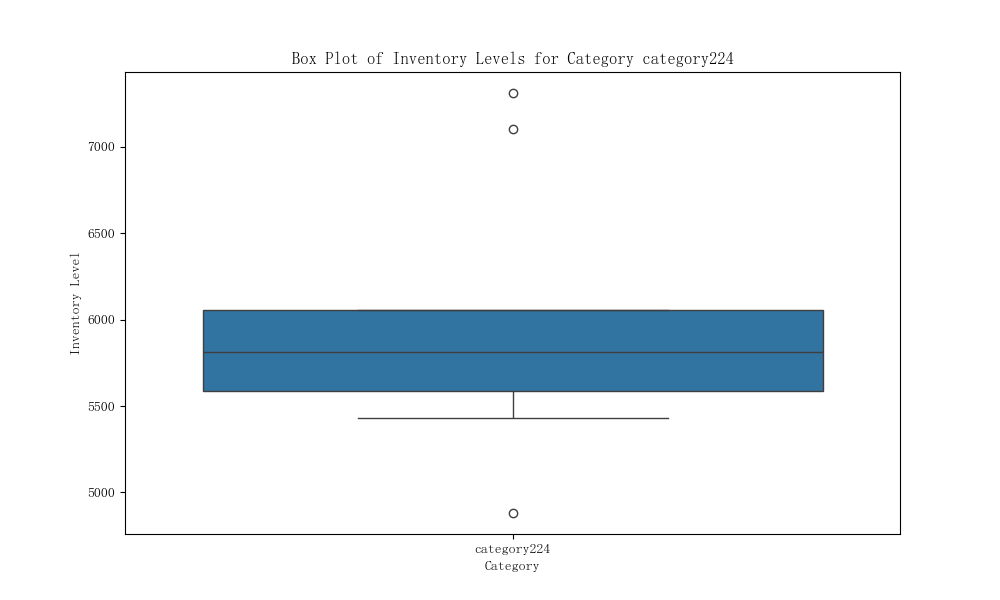 Box Plot of Inventory Levels for Category category224
7000
6500
6000
5500
5000
Inventory Level
category224
Category